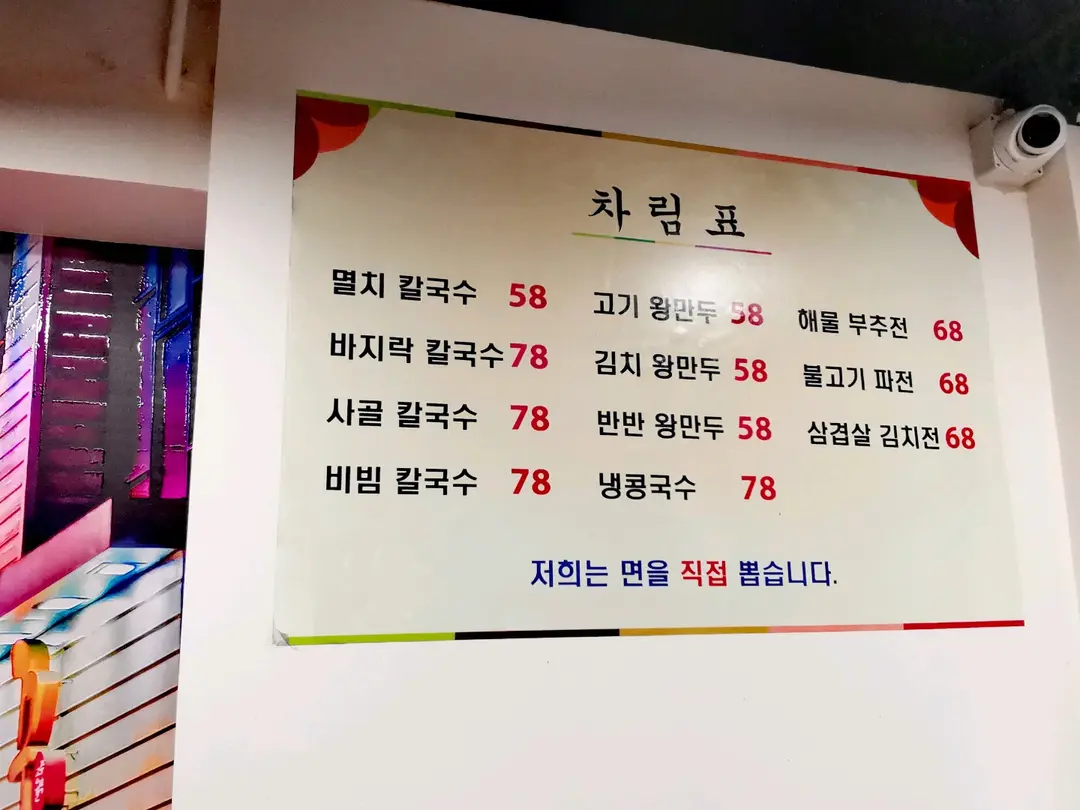 차림표
멸치 칼국수 58
바지락 칼국수 78
사골 칼국수 78
비빔 칼국수 78
고기 왕만두 58
김치 왕만두 58
반반 왕만두 58
냉콩국수 78
해물 부추전 68
불고기 파전 68
삼겹살 김치전 68
저희는 면을 직접 뽑습니다.